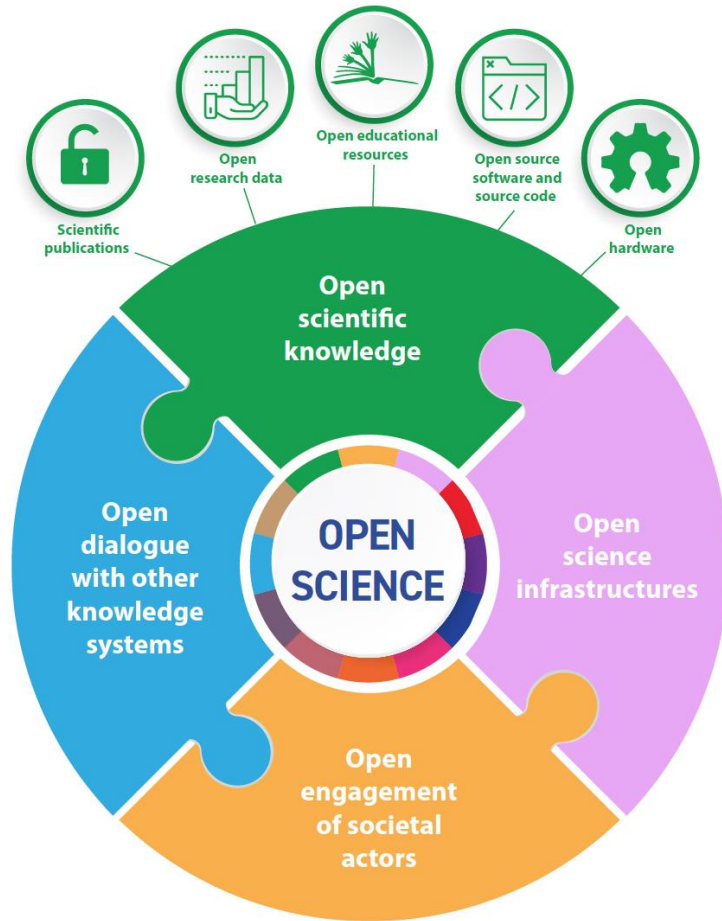 Scientific
publications
Open
research data
Open educational
resources
Open source
software and
source code
</>
Open
hardware
Open
scientific
knowledge
Open
dialogue
with other
knowledge
systems
OPEN
SCIENCE
Open
science
infrastructures
Open
engagement
of societal
actors